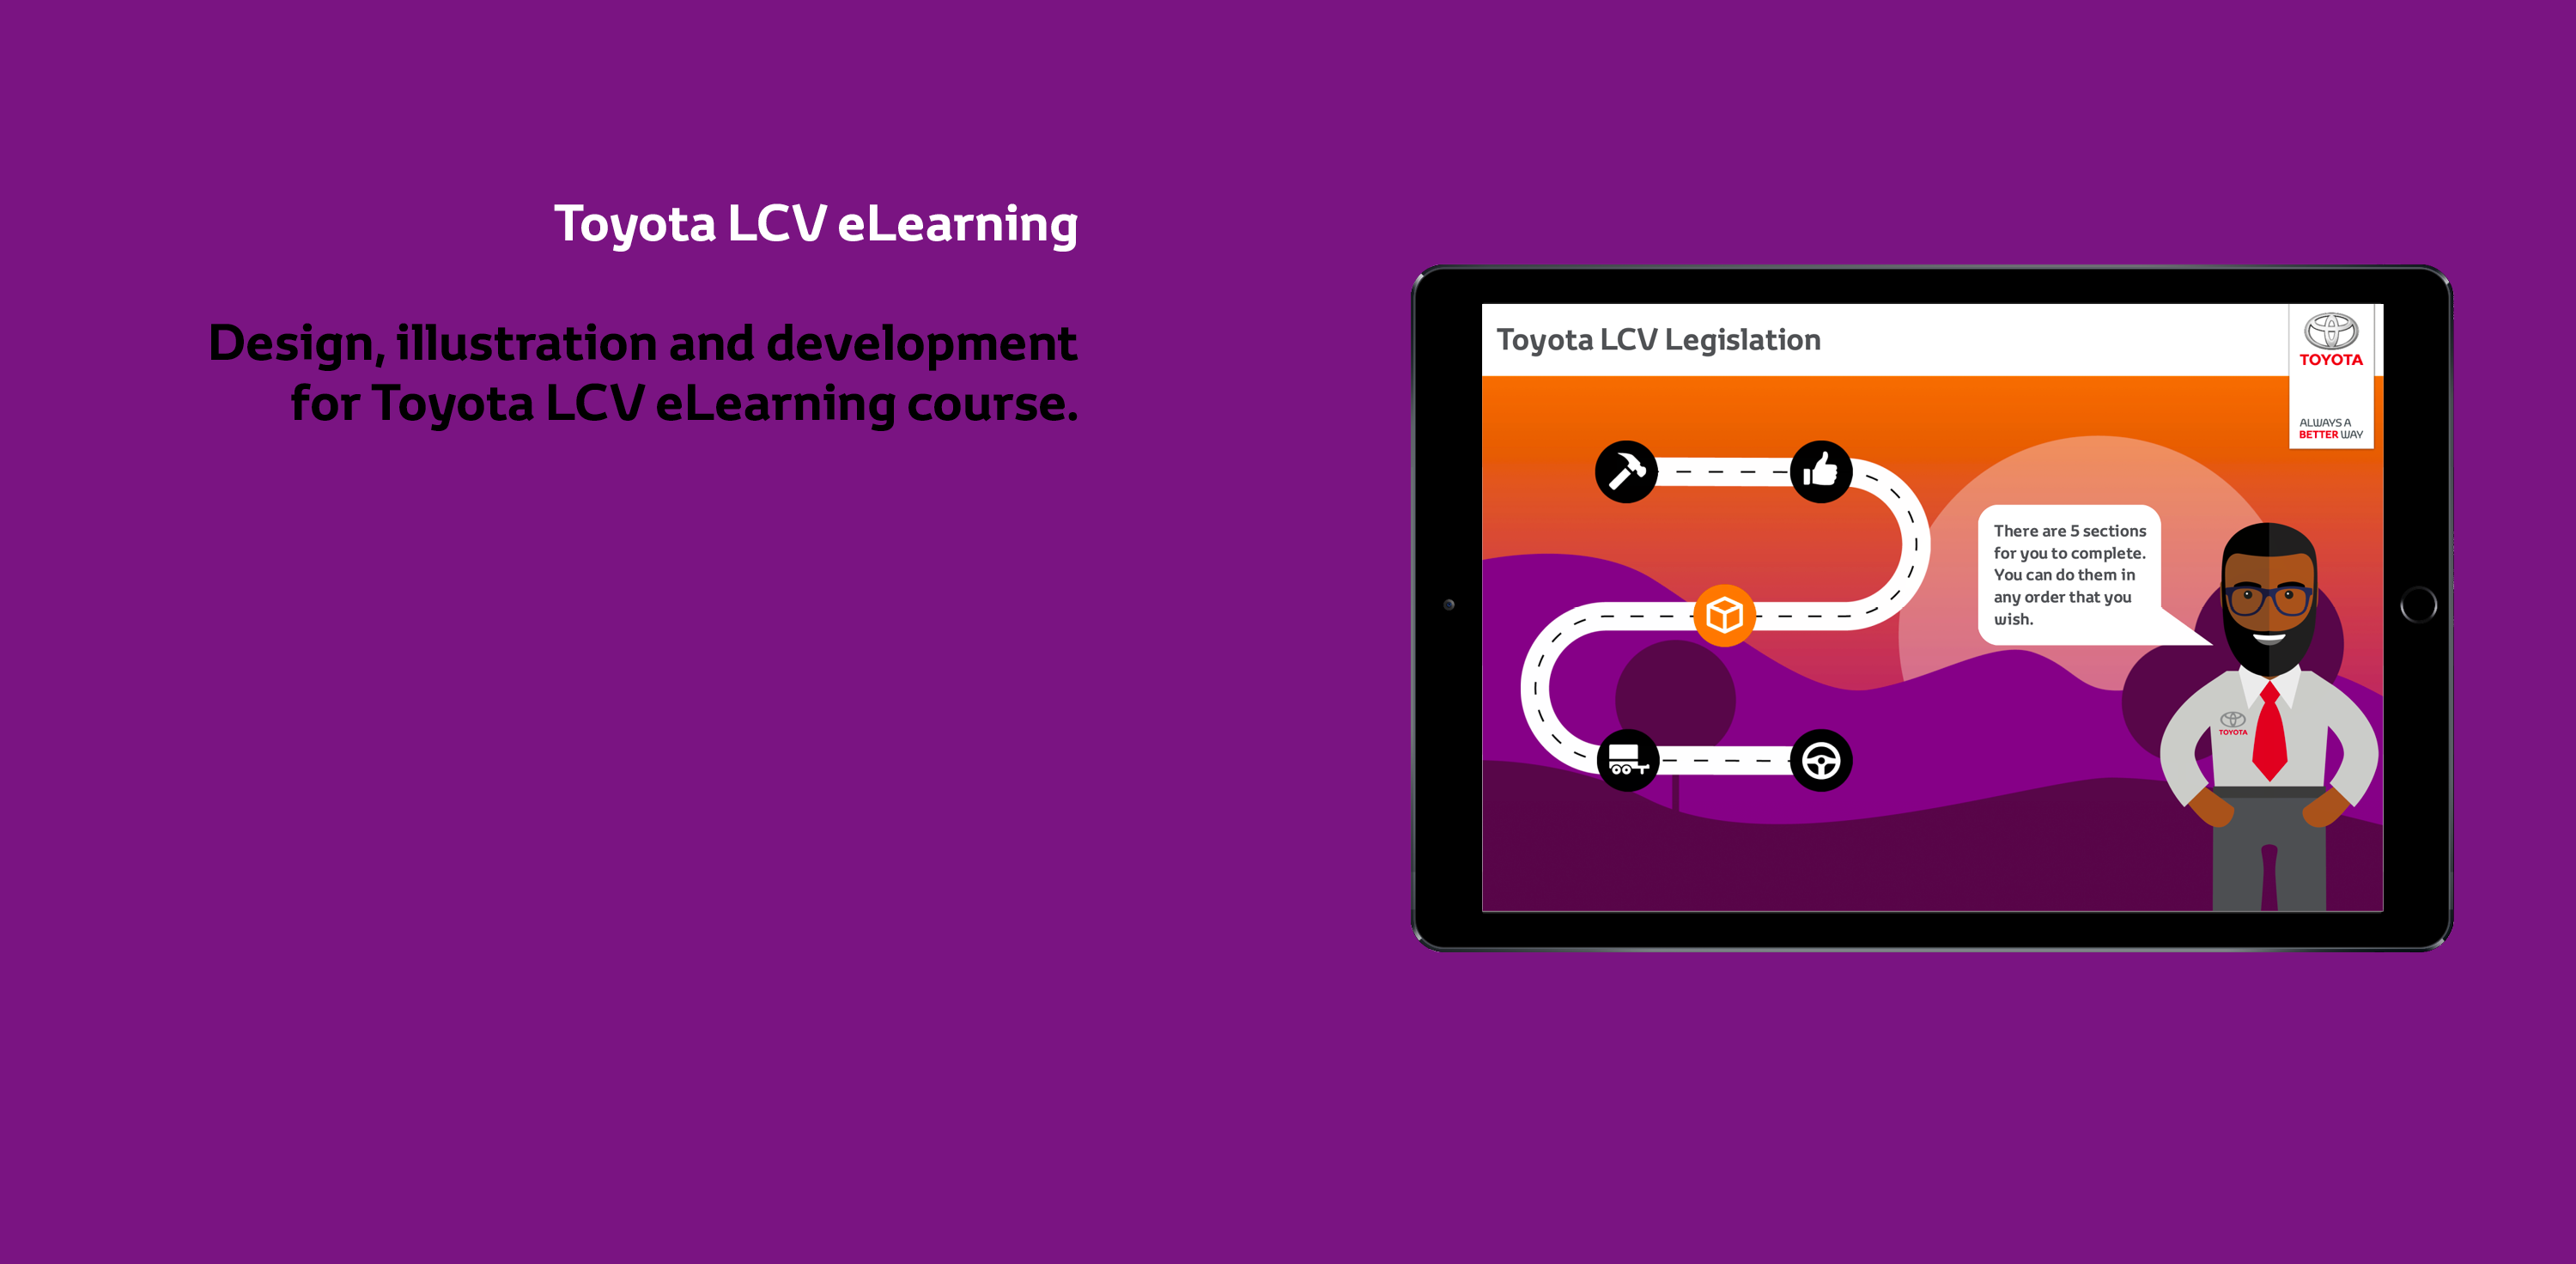 Toyota LCV eLearning
Design, illustration and development
for Toyota LCV eLearning course.
Toyota LCV Legislation
TOYOTA
ALWAYS A
BETTER WAY
There are 5 sections
for you to complete.
You can do them in
any order that you
wish.
TOYOTA